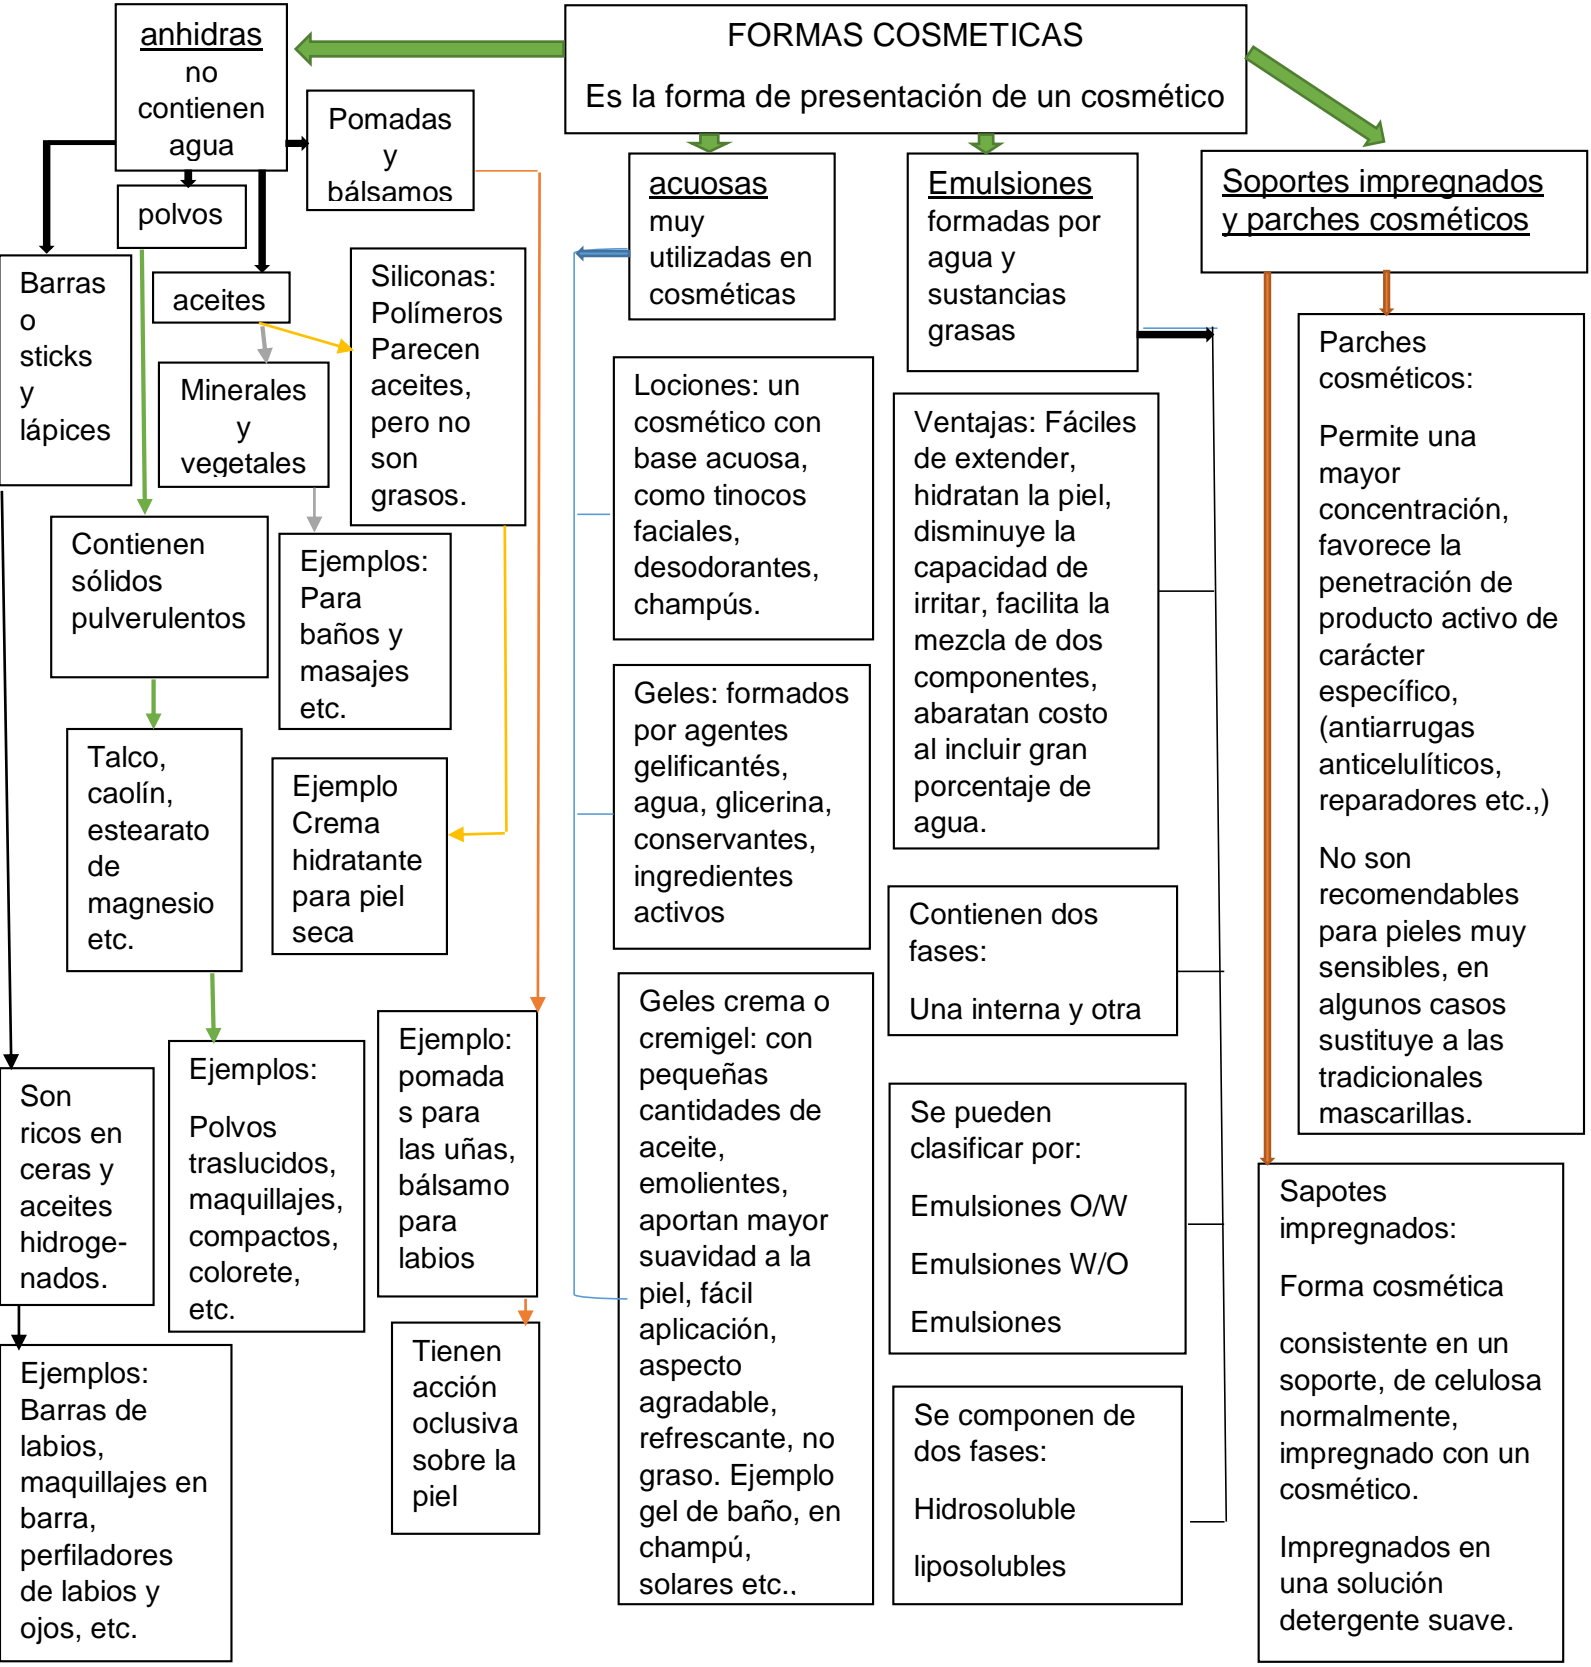 FORMAS COSMETICAS
Es la forma de presentación de un cosmético
anhidras
no
contienen
agua
Pomadas
y
bálsamos
polvos
aceites
Barras
o
sticks
y
lápices
Siliconas:
Polímeros
Parecen
aceites,
pero no
son
grasos.
Minerales
y
vegetales
Contienen
sólidos
pulverulentos
Ejemplos:
Para
baños y
masajes
etc.
Talco,
caolín,
estearato
de
magnesio
etc.
Ejemplo
Crema
hidratante
para piel
seca
Son
ricos en
ceras y
aceites
hidroge-
nados.
Ejemplos:
Polvos
traslucidos,
maquillajes,
compactos,
colorete,
etc.
Ejemplo:
pomada
s para
las uñas,
bálsamo
para
labios
Tienen
acción
oclusiva
sobre la
piel
Ejemplos:
Barras de
labios,
maquillajes en
barra,
perfiladores
de labios y
ojos, etc.
acuosas
muy
utilizadas en
cosméticas
Lociones: un
cosmético con
base acuosa,
como tinocos
faciales,
desodorantes,
champús.
Geles: formados
por agentes
gelificantés,
agua, glicerina,
conservantes,
ingredientes
activos
Geles crema o
cremigel: con
pequeñas
cantidades de
aceite,
emolientes,
aportan mayor
suavidad a la
piel, fácil
aplicación,
aspecto
agradable,
refrescante, no
graso. Ejemplo
gel de baño, en
champú,
solares etc.,
Emulsiones
formadas por
agua y
sustancias
grasas
Ventajas: Fáciles
de extender,
hidratan la piel,
disminuye la
capacidad de
irritar, facilita la
mezcla de dos
componentes,
abaratan costo
al incluir gran
porcentaje de
agua.
Contienen dos
fases:
Una interna y otra
Se pueden
clasificar por:
Emulsiones O/W
Emulsiones W/O
Emulsiones
Se componen de
dos fases:
Hidrosoluble
liposolubles
Soportes impregnados
y parches cosméticos
Parches
cosméticos:
Permite una
mayor
concentración,
favorece la
penetración de
producto activo de
carácter
específico,
(antiarrugas
anticelulíticos,
reparadores etc.,)
No son
recomendables
para pieles muy
sensibles, en
algunos casos
sustituye a las
tradicionales
mascarillas.
Sapotes
impregnados:
Forma cosmética
consistente en un
soporte, de celulosa
normalmente,
impregnado con un
cosmético.
Impregnados en
una solución
detergente suave.